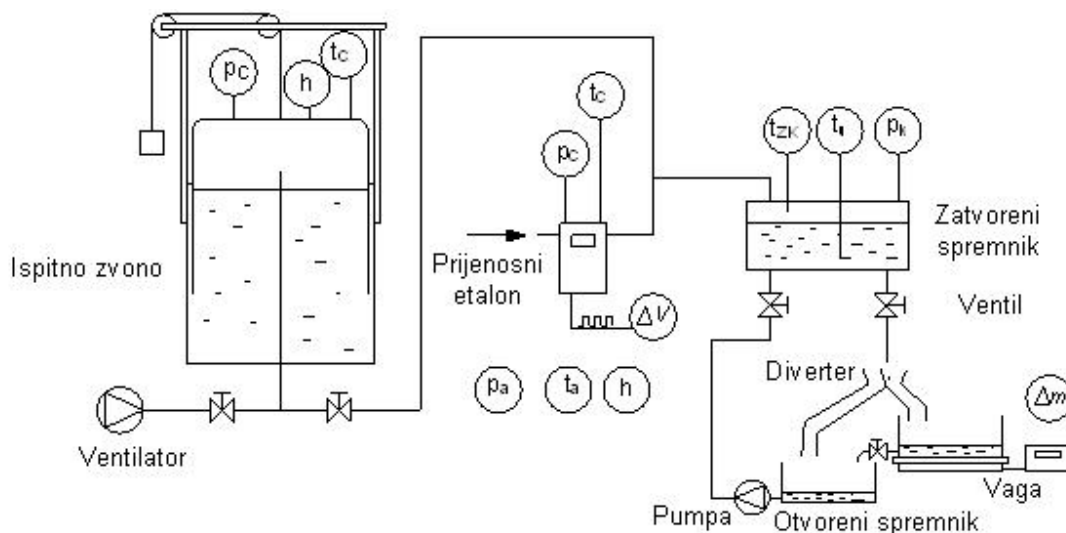 pc
h
tc
tc
pc
tzk
pk
Ispitno zvono
Prijenosni
etalon
Zatvoreni
spremnik
ΔV
Ventil
pa
ta
h
Diverter
Δm
Ventilator
Vaga
Pumpa
Otvoreni spremnik